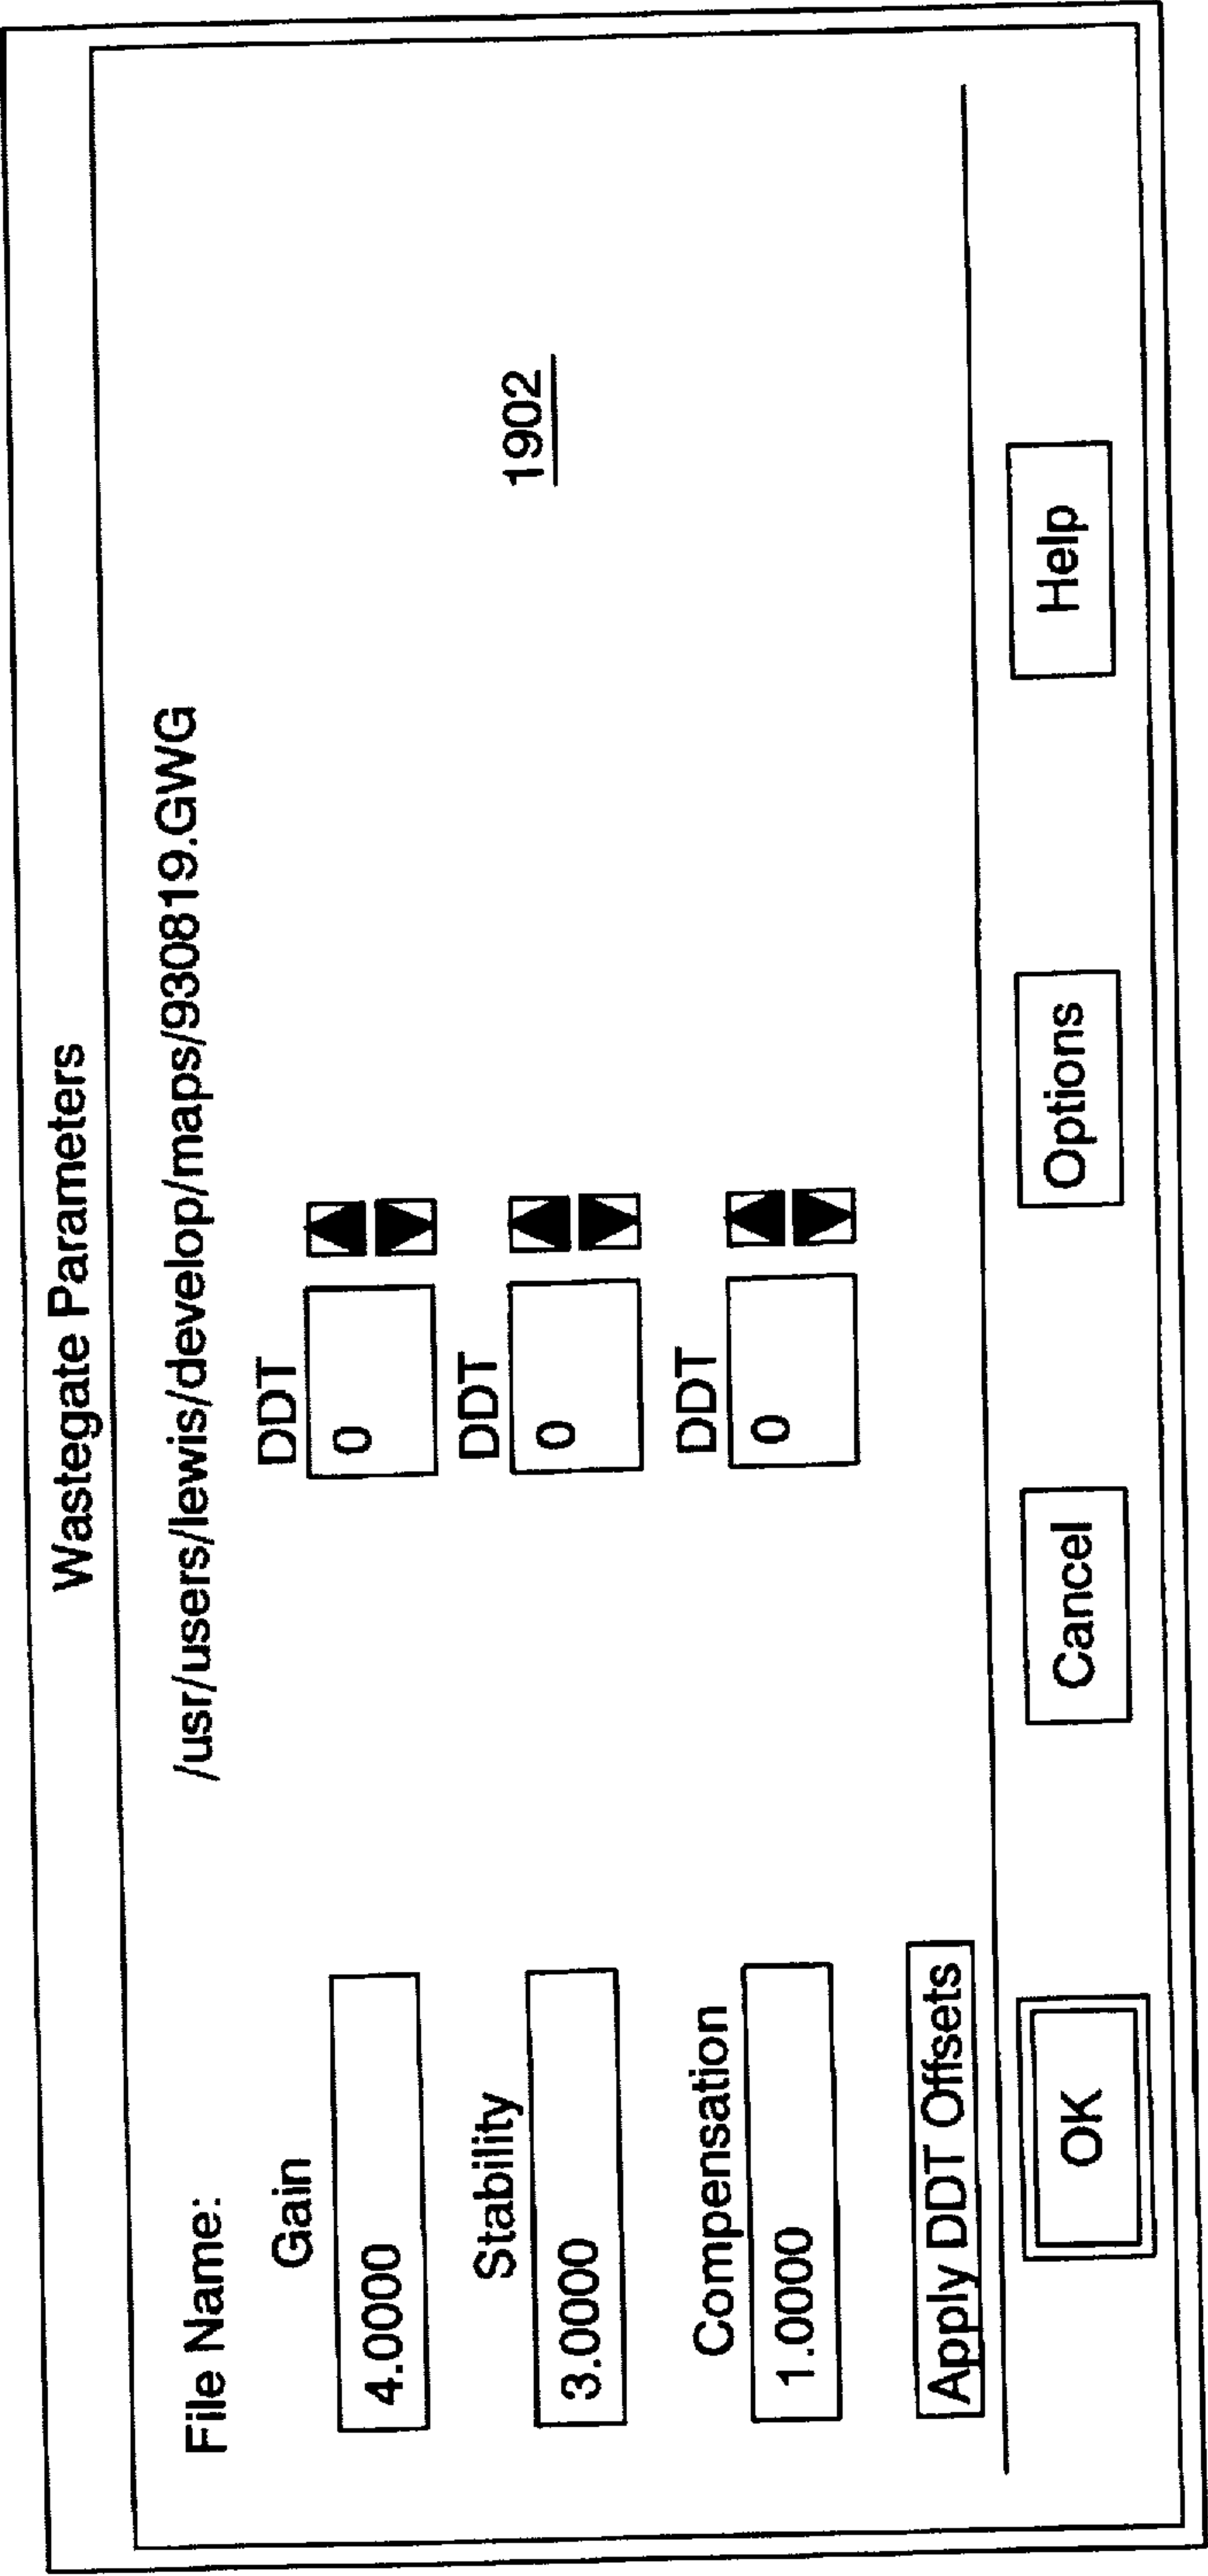 Wastegate Parameters
File Name: /usr/users/lewis/develop/maps/930819.GWG
Gain DDT
4.0000 0
Stability DDT
3.0000 0
1902
Compensation DDT
1.0000 0
Apply DDT Offsets
OK Cancel Options Help